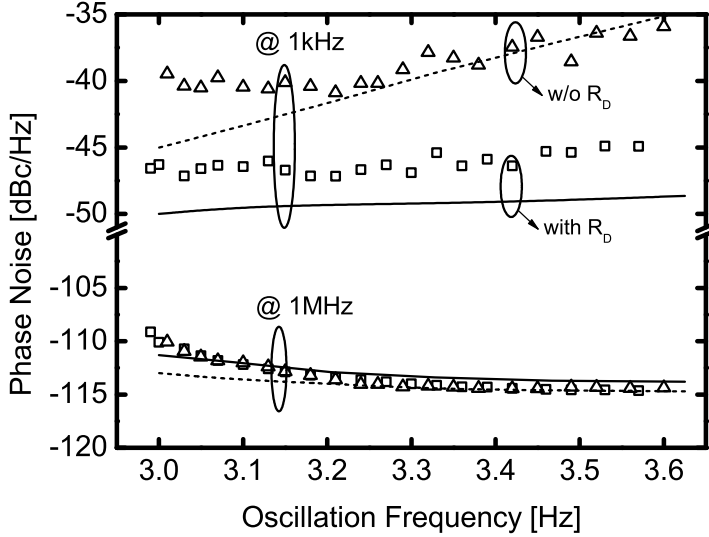 -35
@ 1kHz
-40
w/o R_D
-45
-50
with R_D
-105
@ 1MHz
-110
-115
-120
3.0 3.1 3.2 3.3 3.4 3.5 3.6
Oscillation Frequency [Hz]
Phase Noise [dBc/Hz]